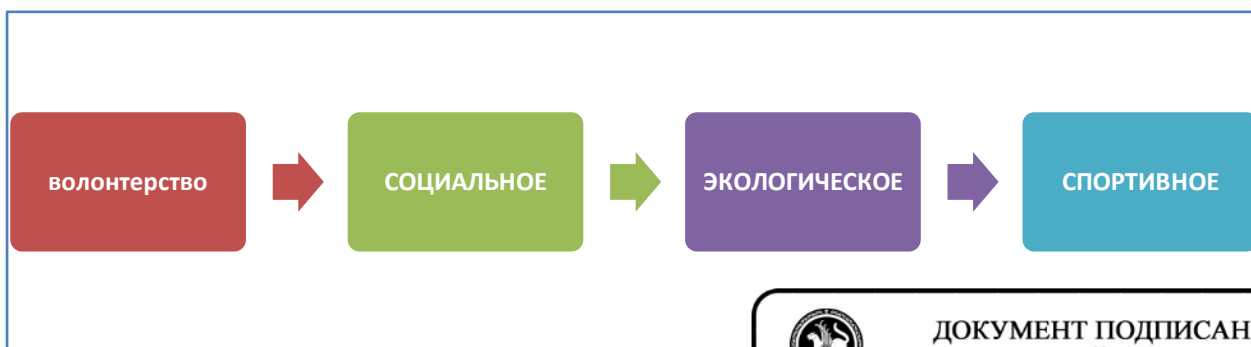 волонтерство
СОЦИАЛЬНОЕ
ЭКОЛОГИЧЕСКОЕ
СПОРТИВНОЕ
ДОКУМЕНТ ПОДПИСАН